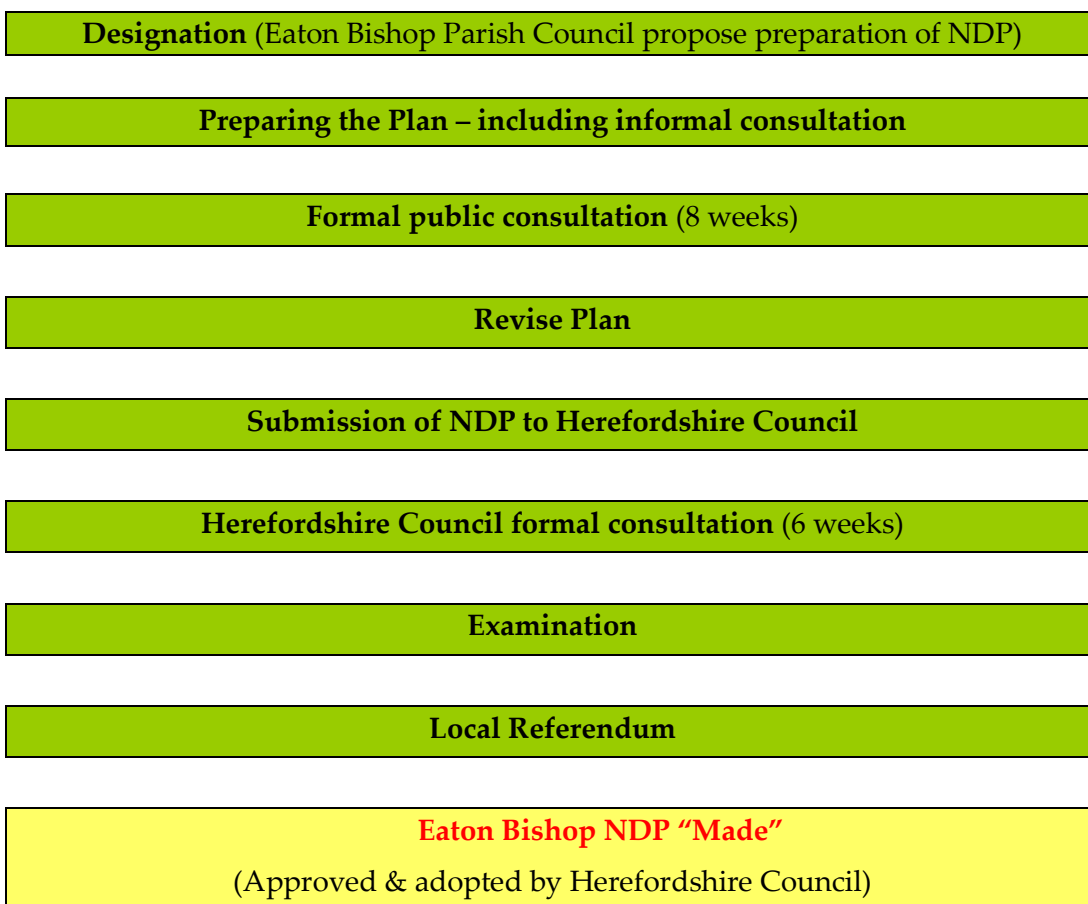 Designation (Eaton Bishop Parish Council propose preparation of NDP)
Preparing the Plan – including informal consultation
Formal public consultation (8 weeks)
Revise Plan
Submission of NDP to Herefordshire Council
Herefordshire Council formal consultation (6 weeks)
Examination
Local Referendum
Eaton Bishop NDP “Made”
(Approved & adopted by Herefordshire Council)